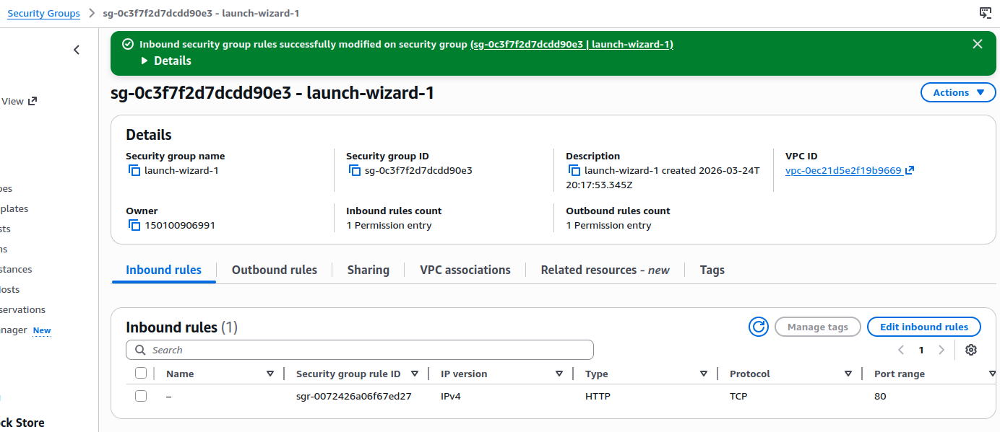 Security Groups > sg-0c3f7f2d7dcdd90e3 - launch-wizard-1
Inbound security group rules successfully modified on security group (sg-0c3f7f2d7dcdd90e3 | launch-wizard-1)
Details
sg-0c3f7f2d7dcdd90e3 - launch-wizard-1
Actions
View
Details
Security group name
launch-wizard-1
Security group ID
sg-0c3f7f2d7dcdd90e3
Description
launch-wizard-1 created 2026-03-24T
20:17:53.345Z
VPC ID
vpc-0ec21d5e2f19b9669
Owner
150100906991
Inbound rules count
1 Permission entry
Outbound rules count
1 Permission entry
pes
plates
sts
ns
stances
Hosts
servations
nager New
ck Store
Inbound rules
Outbound rules
Sharing
VPC associations
Related resources - new
Tags
Inbound rules (1)
Manage tags
Edit inbound rules
Search
1
Name Security group rule ID IP version Type Protocol Port range
– sgr-0072426a06f67ed27 IPv4 HTTP TCP 80